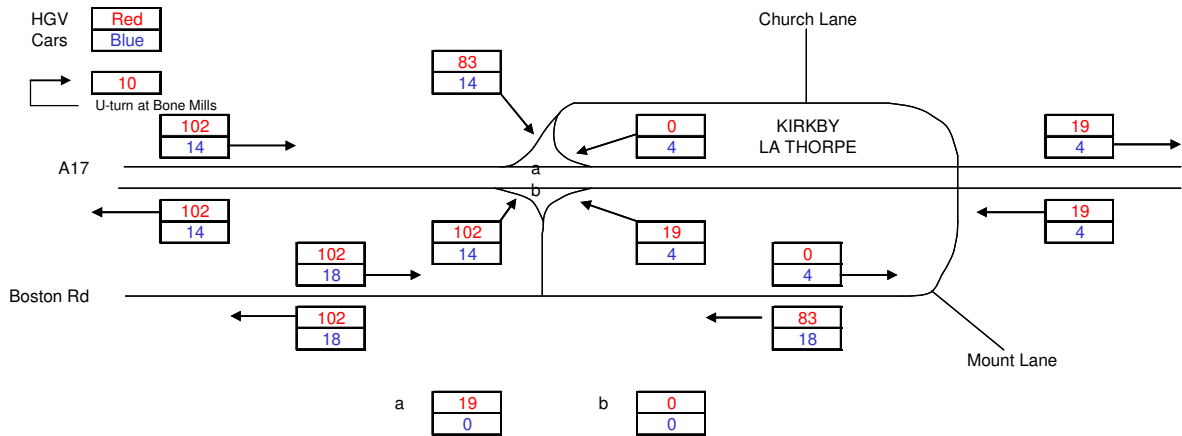 HGV Red
Cars Blue
10
U-turn at Bone Mills
Church Lane
83
14
102
14
0
4
KIRKBY
LA THORPE
19
4
A17
a
b
102
14
102
14
19
4
19
4
102
18
0
4
Boston Rd
102
18
83
18
Mount Lane
a 19
0
b 0
0